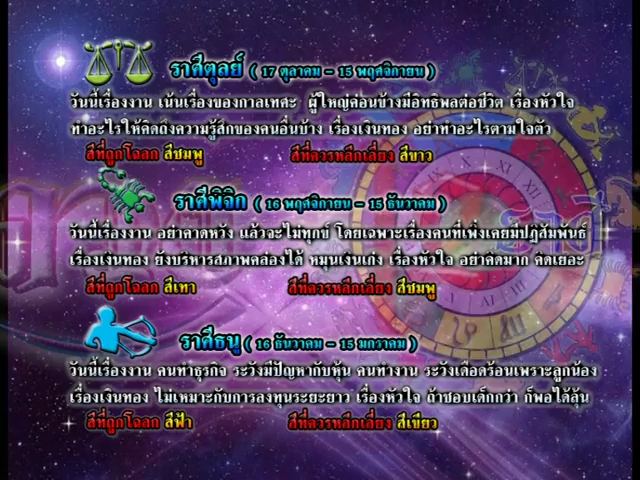 ราศีตุลย์ ( 17 ตุลาคม - 15 พฤศจิกายน )
วันนี้เรื่องงาน เน้นเรื่องของกาลเทศะ ผู้ใหญ่ค่อนข้างมีอิทธิพลต่อชีวิต เรื่องหัวใจ
ทำอะไรให้คิดถึงความรู้สึกของคนอื่นบ้าง เรื่องเงินทอง อย่าทำอะไรตามใจตัว
สีที่ถูกโฉลก สีชมพู สีที่ควรหลีกเลี่ยง สีขาว
ราศีพิจิก ( 16 พฤศจิกายน - 15 ธันวาคม )
วันนี้เรื่องงาน อย่าคาดหวัง แล้วจะไม่ทุกข์ โดยเฉพาะเรื่องคนที่เพิ่งเคยมีปฏิสัมพันธ์
เรื่องเงินทอง ยังบริหารสภาพคล่องได้ หมุนเงินเก่ง เรื่องหัวใจ อย่าคิดมาก คิดเยอะ
สีที่ถูกโฉลก สีเทา สีที่ควรหลีกเลี่ยง สีชมพู
ราศีธนู ( 16 ธันวาคม - 15 มกราคม )
วันนี้เรื่องงาน คนทำธุรกิจ ระวังมีปัญหากับหุ้น คนทำงาน ระวังเดือดร้อนเพราะลูกน้อง
เรื่องเงินทอง ไม่เหมาะกับการลงทุนระยะยาว เรื่องหัวใจ ถ้าชอบเด็กกว่า ก็พอได้ลุ้น
สีที่ถูกโฉลก สีฟ้า สีที่ควรหลีกเลี่ยง สีเขียว